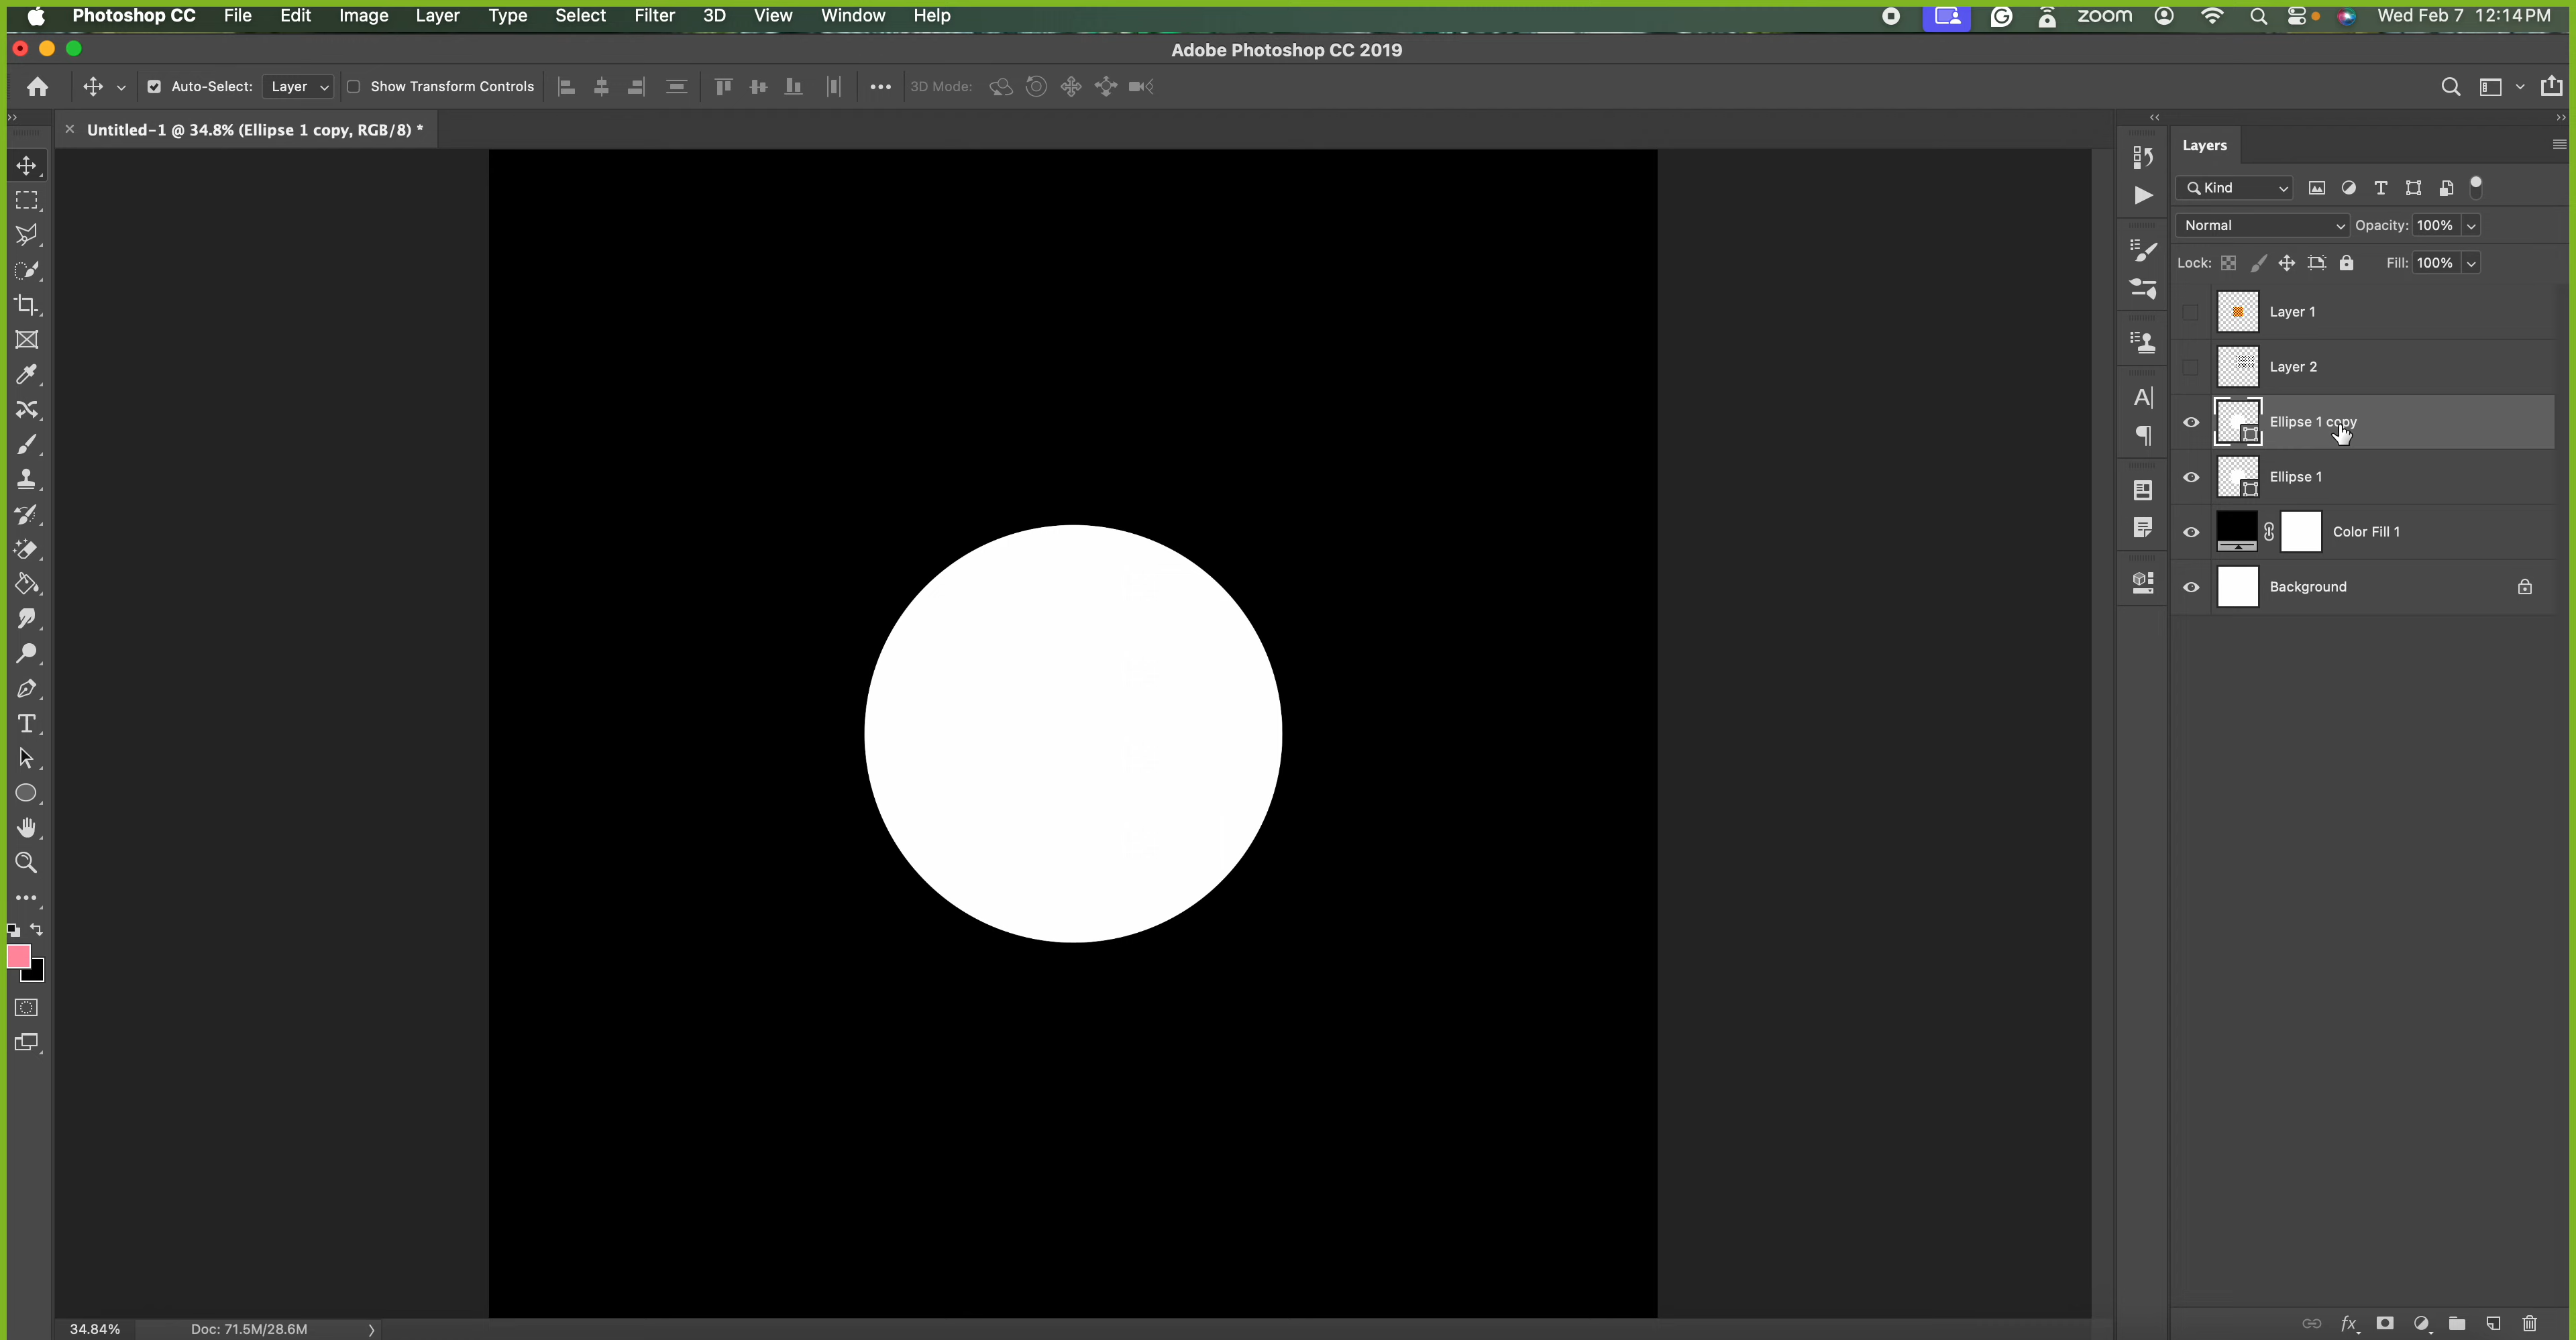 Photoshop CC File Edit Image Layer Type Select Filter 3D View Window Help zoom Wed Feb 7 12:14 PM
Adobe Photoshop CC 2019
Auto-Select: Layer Show Transform Controls 3D Mode:
Untitled-1 @ 34.8% (Ellipse 1 copy, RGB/8) *
Layers
Kind
Normal Opacity: 100%
Lock: Fill: 100%
Layer 1
Layer 2
Ellipse 1 copy
Ellipse 1
Color Fill 1
Background
34.84% Doc: 71.5M/28.6M
fx